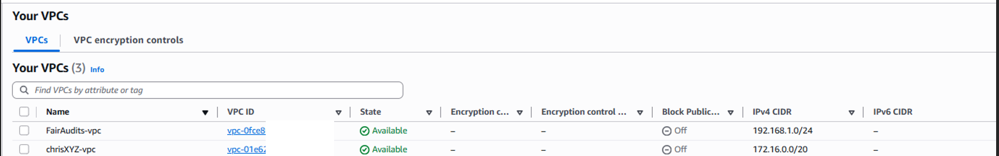 Your VPCs
VPCs VPC encryption controls
Your VPCs (3) Info
Find VPCs by attribute or tag
Name VPC ID State Encryption c... Encryption control ... Block Public... IPv4 CIDR IPv6 CIDR
FairAudits-vpc vpc-0fce8 Available – – Off 192.168.1.0/24 –
chrisXYZ-vpc vpc-01e62 Available – – Off 172.16.0.0/20 –